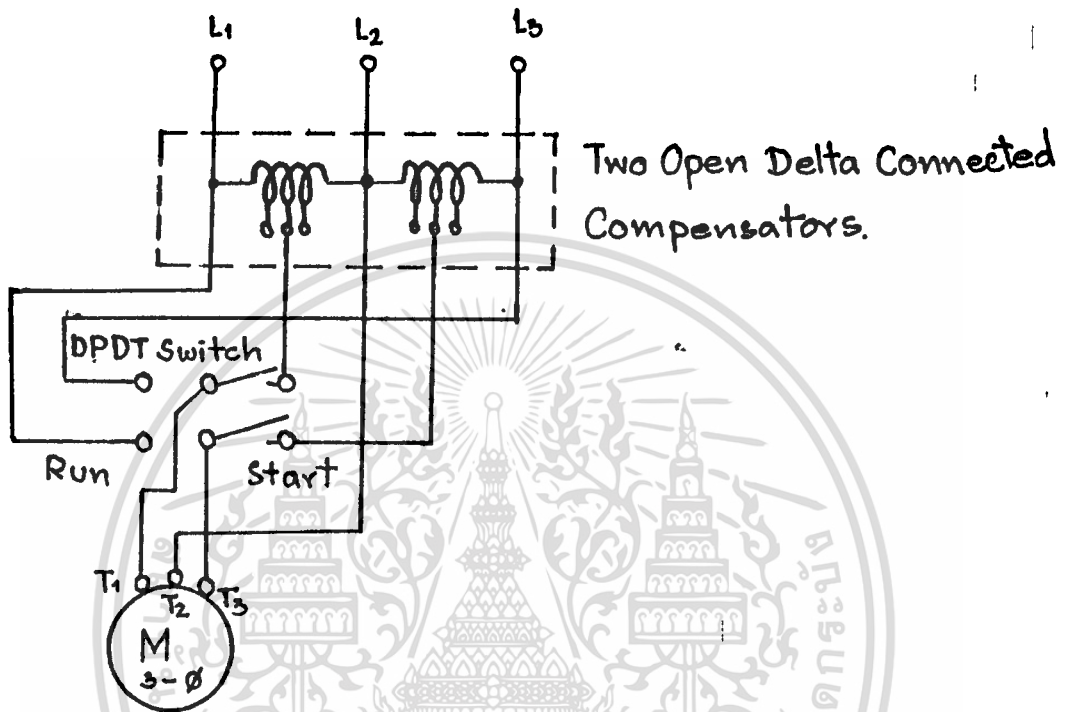 L1
L2
L3
Two Open Delta Connected
Compensators.
DPDT Switch
Run
Start
T1
T2
T3
M
3-Ø